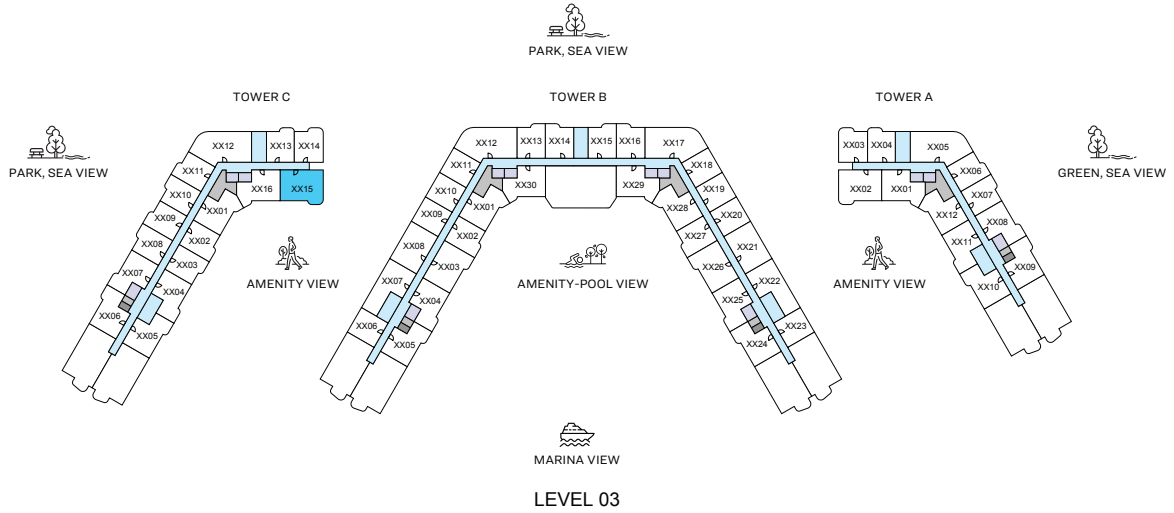 PARK, SEA VIEW
TOWER C
TOWER B
TOWER A
PARK, SEA VIEW
GREEN, SEA VIEW
XX12
XX13
XX14
XX11
XX16
XX15
XX10
XX01
XX09
XX02
XX08
XX03
XX07
XX04
XX06
XX05
AMENITY VIEW
XX12
XX13
XX14
XX15
XX16
XX17
XX11
XX30
XX29
XX18
XX10
XX01
XX28
XX19
XX09
XX02
XX27
XX20
XX08
XX03
XX26
XX21
XX07
XX04
XX25
XX22
XX06
XX05
XX24
XX23
AMENITY-POOL VIEW
XX03
XX04
XX05
XX02
XX01
XX06
XX12
XX07
XX11
XX08
XX10
XX09
AMENITY VIEW
MARINA VIEW
LEVEL 03